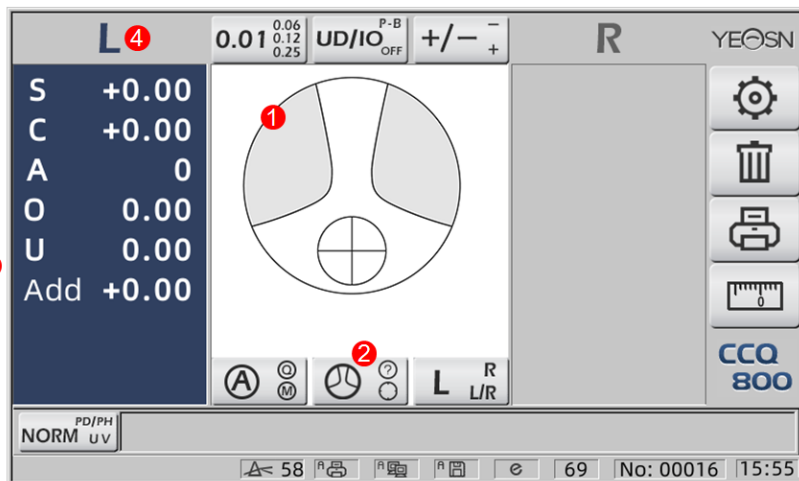 L 4
0.01 0.06 0.12 0.25
UD/IO P-B OFF
+/− − +
R
YEOSN
S +0.00
C +0.00
A 0
O 0.00
U 0.00
Add +0.00
1
0
2
A Q M
?
L R L/R
CCQ
800
NORM PD/PH UV
58
A
A
A
e
69
No: 00016
15:55